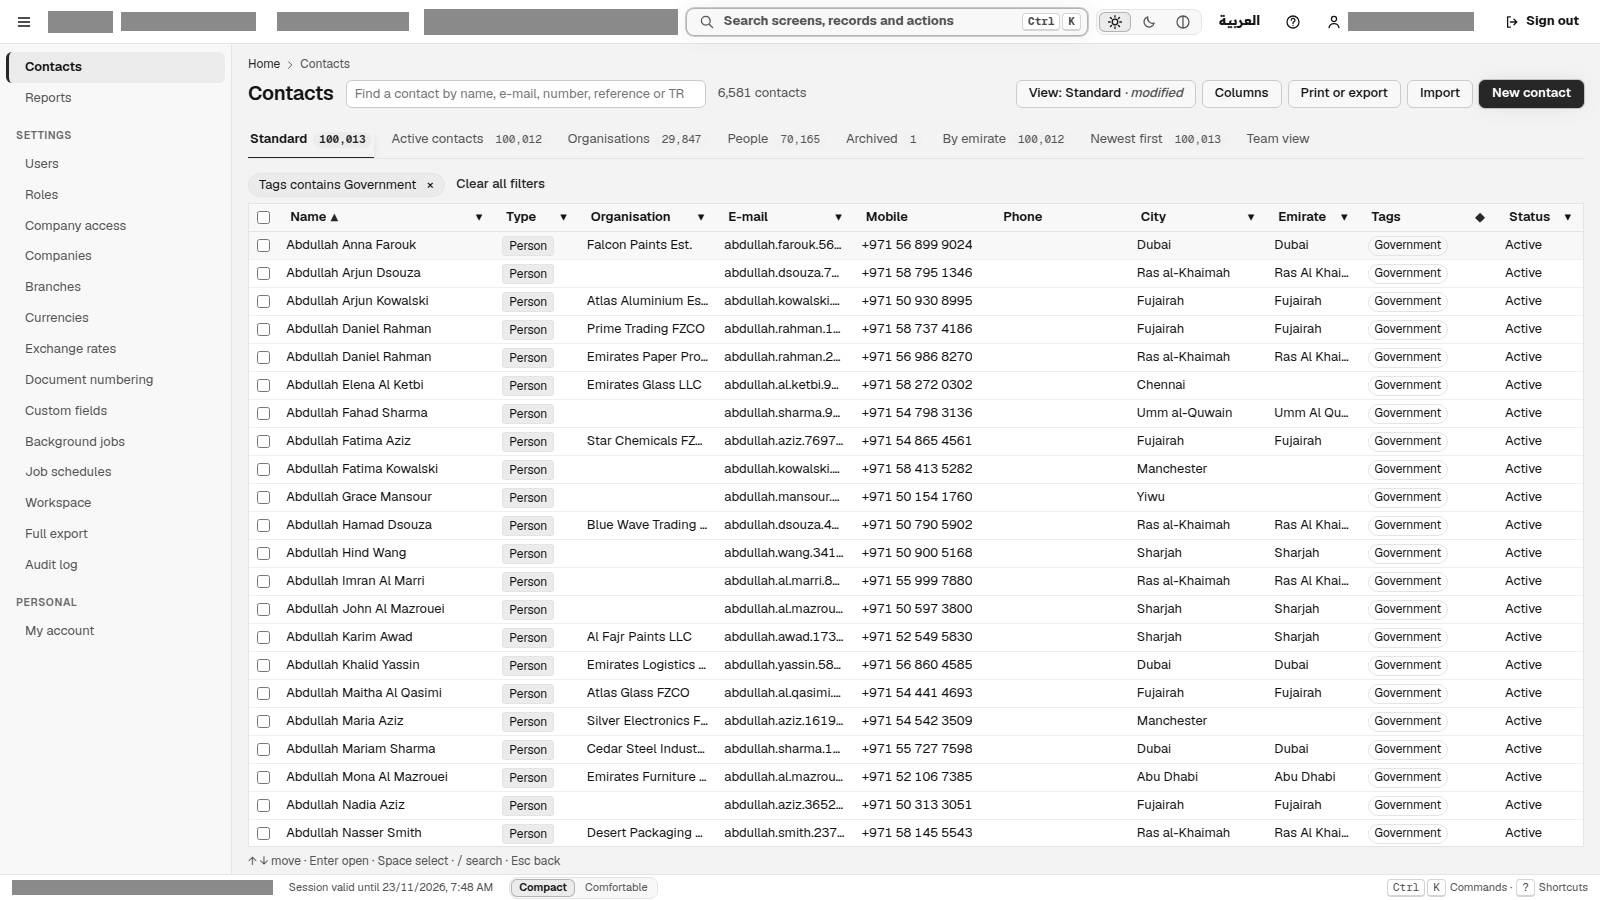 Search screens, records and actions Ctrl K العربية Sign out
Contacts
Reports
SETTINGS
Users
Roles
Company access
Companies
Branches
Currencies
Exchange rates
Document numbering
Custom fields
Background jobs
Job schedules
Workspace
Full export
Audit log
PERSONAL
My account
Home > Contacts
Contacts Find a contact by name, e-mail, number, reference or TR 6,581 contacts View: Standard · modified Columns Print or export Import New contact
Standard 100,013 Active contacts 100,012 Organisations 29,847 People 70,165 Archived 1 By emirate 100,012 Newest first 100,013 Team view
Tags contains Government × Clear all filters
Name ▲ ▼ Type ▼ Organisation ▼ E-mail ▼ Mobile Phone City ▼ Emirate ▼ Tags ◆ Status ▼
Abdullah Anna Farouk Person Falcon Paints Est. abdullah.farouk.56… +971 56 899 9024 Dubai Dubai Government Active
Abdullah Arjun Dsouza Person abdullah.dsouza.7… +971 58 795 1346 Ras al-Khaimah Ras Al Khai… Government Active
Abdullah Arjun Kowalski Person Atlas Aluminium Es… abdullah.kowalski.… +971 50 930 8995 Fujairah Fujairah Government Active
Abdullah Daniel Rahman Person Prime Trading FZCO abdullah.rahman.1… +971 58 737 4186 Fujairah Fujairah Government Active
Abdullah Daniel Rahman Person Emirates Paper Pro… abdullah.rahman.2… +971 56 986 8270 Ras al-Khaimah Ras Al Khai… Government Active
Abdullah Elena Al Ketbi Person Emirates Glass LLC abdullah.al.ketbi.9… +971 58 272 0302 Chennai Government Active
Abdullah Fahad Sharma Person abdullah.sharma.9… +971 54 798 3136 Umm al-Quwain Umm Al Qu… Government Active
Abdullah Fatima Aziz Person Star Chemicals FZ… abdullah.aziz.7697… +971 54 865 4561 Fujairah Fujairah Government Active
Abdullah Fatima Kowalski Person abdullah.kowalski.… +971 58 413 5282 Manchester Government Active
Abdullah Grace Mansour Person abdullah.mansour.… +971 50 154 1760 Yiwu Government Active
Abdullah Hamad Dsouza Person Blue Wave Trading … abdullah.dsouza.4… +971 50 790 5902 Ras al-Khaimah Ras Al Khai… Government Active
Abdullah Hind Wang Person abdullah.wang.341… +971 50 900 5168 Sharjah Sharjah Government Active
Abdullah Imran Al Marri Person abdullah.al.marri.8… +971 55 999 7880 Ras al-Khaimah Ras Al Khai… Government Active
Abdullah John Al Mazrouei Person abdullah.al.mazrou… +971 50 597 3800 Sharjah Sharjah Government Active
Abdullah Karim Awad Person Al Fajr Paints LLC abdullah.awad.173… +971 52 549 5830 Sharjah Sharjah Government Active
Abdullah Khalid Yassin Person Emirates Logistics … abdullah.yassin.58… +971 56 860 4585 Dubai Dubai Government Active
Abdullah Maitha Al Qasimi Person Atlas Glass FZCO abdullah.al.qasimi.… +971 54 441 4693 Fujairah Fujairah Government Active
Abdullah Maria Aziz Person Silver Electronics F… abdullah.aziz.1619… +971 54 542 3509 Manchester Government Active
Abdullah Mariam Sharma Person Cedar Steel Indust… abdullah.sharma.1… +971 55 727 7598 Dubai Dubai Government Active
Abdullah Mona Al Mazrouei Person Emirates Furniture … abdullah.al.mazrou… +971 52 106 7385 Abu Dhabi Abu Dhabi Government Active
Abdullah Nadia Aziz Person abdullah.aziz.3652… +971 50 313 3051 Fujairah Fujairah Government Active
Abdullah Nasser Smith Person Desert Packaging … abdullah.smith.237… +971 58 145 5543 Ras al-Khaimah Ras Al Khai… Government Active
↑↓ move · Enter open · Space select · / search · Esc back
Session valid until 23/11/2026, 7:48 AM Compact Comfortable Ctrl K Commands · ? Shortcuts